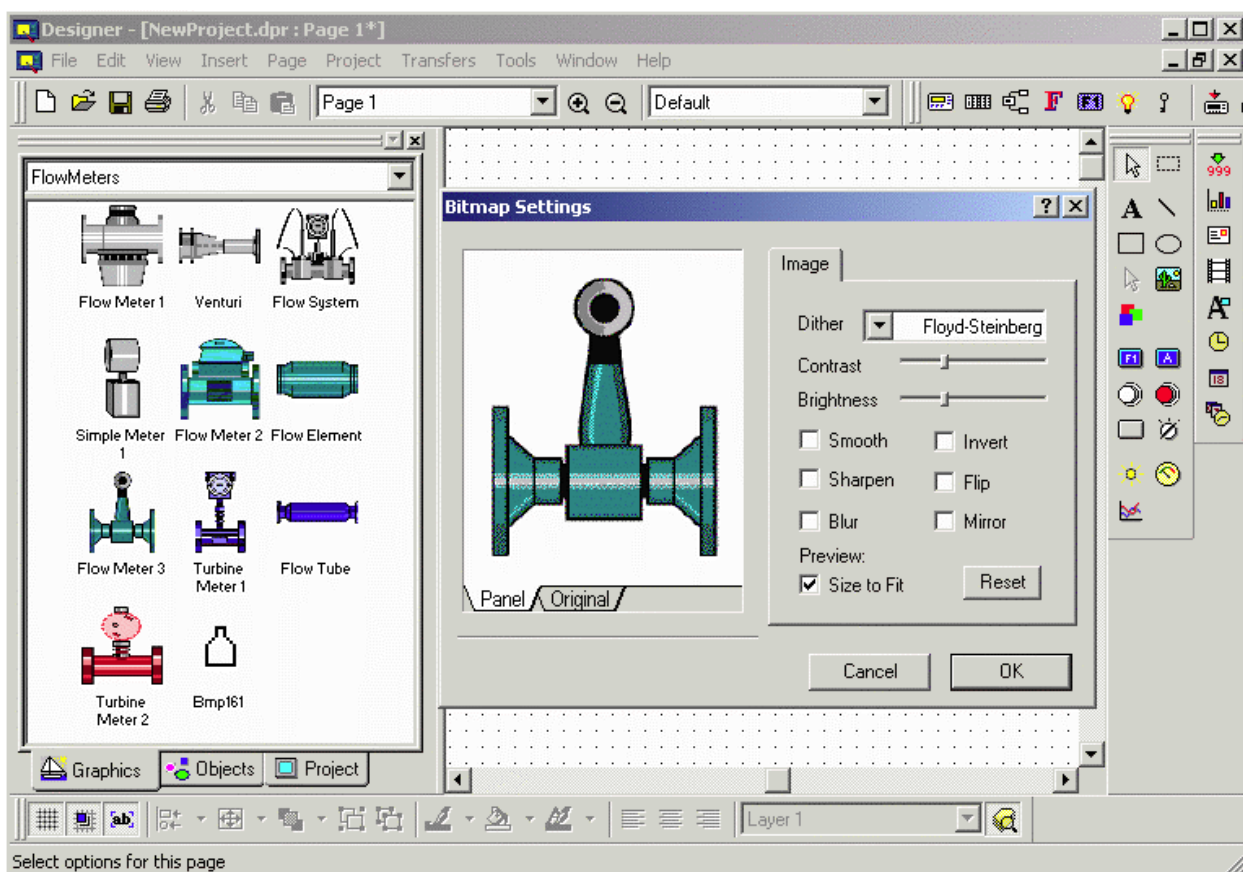 Designer - [NewProject.dpr : Page 1*]
File Edit View Insert Page Project Transfers Tools Window Help
Page 1
Default
F
FlowMeters
Flow Meter 1 Venturi Flow System
Simple Meter 1
Flow Meter 2 Flow Element
Flow Meter 3
Turbine
Meter 1
Flow Tube
Turbine
Meter 2
Bmp161
Graphics Objects Project
Bitmap Settings
Image
Dither Floyd-Steinberg
Contrast
Brightness
Smooth Invert
Sharpen Flip
Blur Mirror
Preview:
Size to Fit Reset
Panel Original
Cancel OK
999
A
A
F1 A
18
ab
Layer 1
Select options for this page